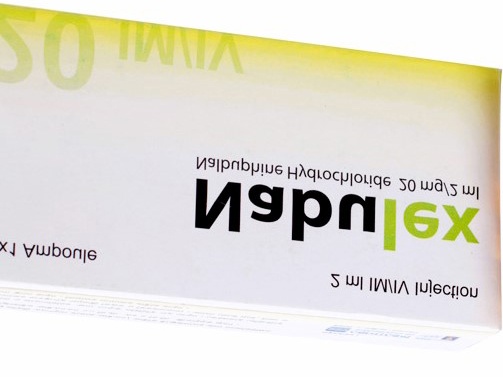 2 ml IM/IV Injection
x1 Ampoule
Nabulex
Nalbuphine Hydrochloride 20 mg/2 ml
20 IM/IV